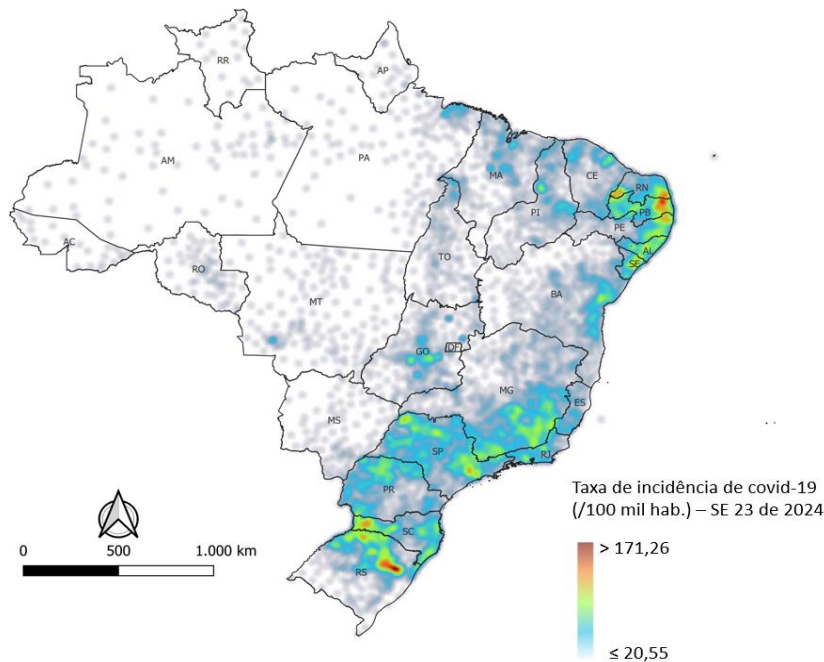 RR
AP
AM
PA
MA
CE
RN
PB
PI
PE
AL
SE
AC
TO
RO
BA
MT
GO
DF
MG
ES
MS
SP
RJ
PR
SC
RS
Taxa de incidência de covid-19
(/100 mil hab.) – SE 23 de 2024
> 171,26
≤ 20,55
0 500 1.000 km